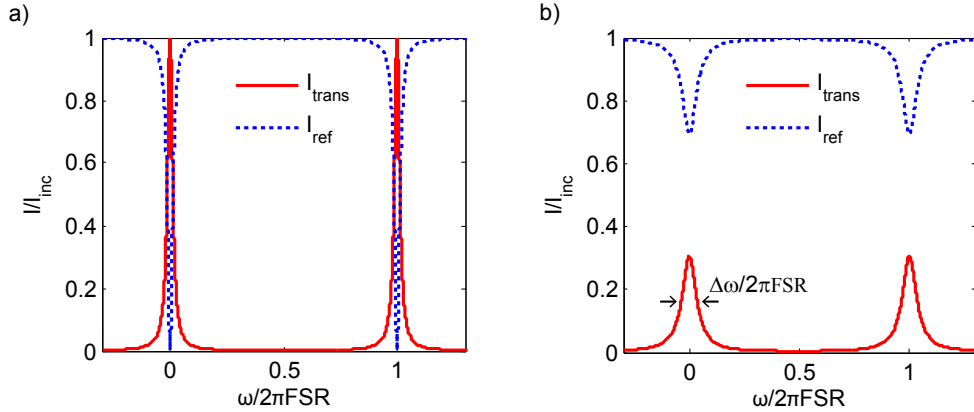 a)
I/I_inc
1
0.8
0.6
0.4
0.2
0
I_trans
I_ref
0
0.5
1
ω/2πFSR
b)
I/I_inc
1
0.8
0.6
0.4
0.2
0
I_trans
I_ref
Δω/2πFSR
0
0.5
1
ω/2πFSR